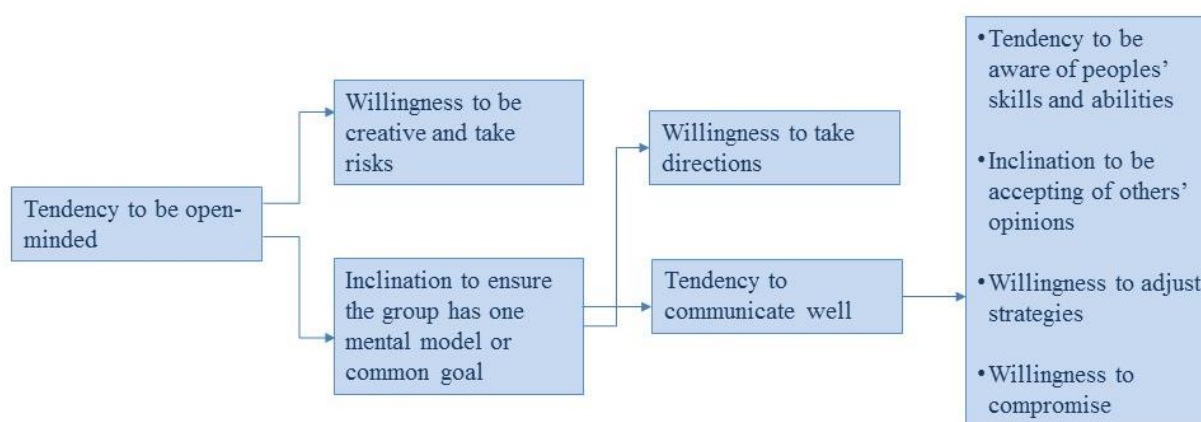 Tendency to be open-
minded
Willingness to be
creative and take
risks
Inclination to ensure
the group has one
mental model or
common goal
Willingness to take
directions
Tendency to
communicate well
•Tendency to be
aware of peoples’
skills and abilities
•Inclination to be
accepting of others’
opinions
•Willingness to adjust
strategies
•Willingness to
compromise